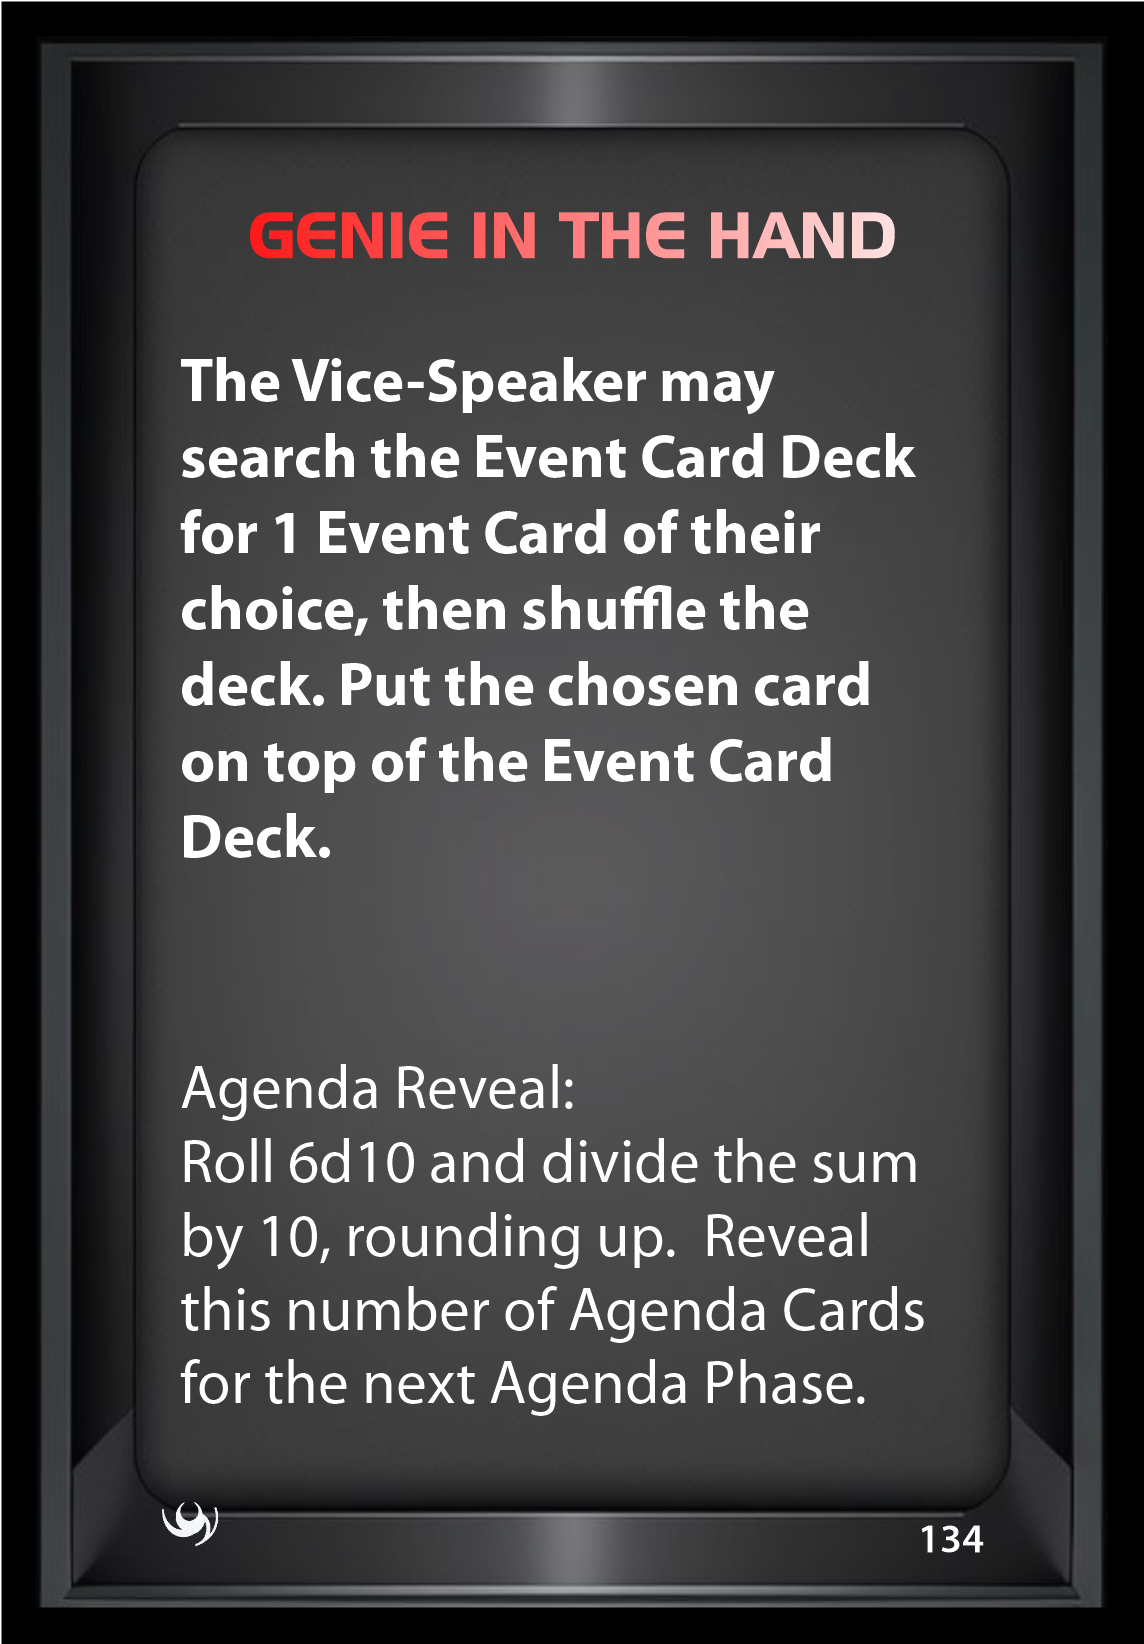 GENIE IN THE HAND
The Vice-Speaker may
search the Event Card Deck
for 1 Event Card of their
choice, then shuffle the
deck. Put the chosen card
on top of the Event Card
Deck.
Agenda Reveal:
Roll 6d10 and divide the sum
by 10, rounding up.  Reveal
this number of Agenda Cards
for the next Agenda Phase.
134